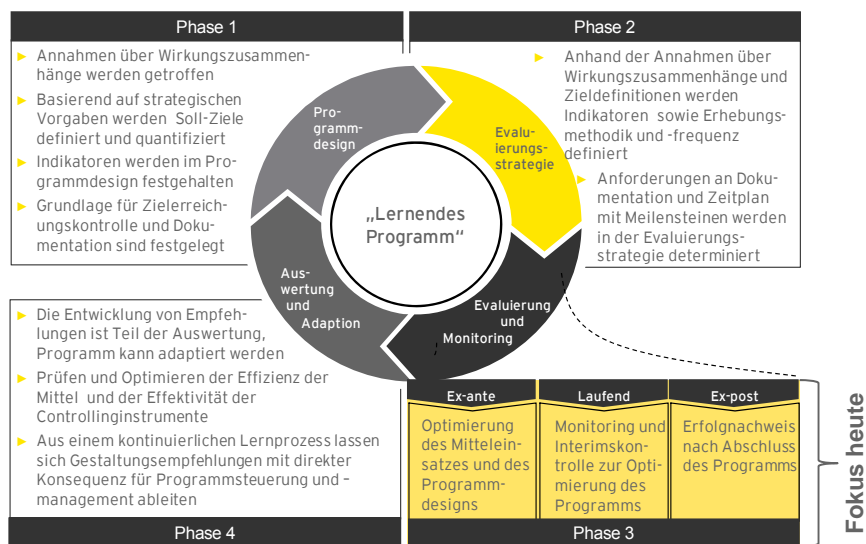 Phase 1
Annahmen über Wirkungszusammen-
hänge werden getroffen
Basierend auf strategischen
Vorgaben werden Soll-Ziele
definiert und quantifiziert
Indikatoren werden im Pro-
grammdesign festgehalten
Grundlage für Zielerreich-
ungskontrolle und Doku-
mentation sind festgelegt
Phase 2
Anhand der Annahmen über
Wirkungszusammenhänge und
Zieldefinitionen werden
Indikatoren sowie Erhebungs-
methodik und -frequenz
definiert
Anforderungen an Doku-
mentation und Zeitplan
mit Meilensteinen werden
in der Evaluierungs-
strategie determiniert
Pro-
gramm-
design
Evalu-
ierungs-
strategie
„Lernendes
Programm“
Aus-
wertung
und
Adaption
Evaluierung
und
Monitoring
Die Entwicklung von Empfeh-
lungen ist Teil der Auswertung,
Programm kann adaptiert werden
Prüfen und Optimieren der Effizienz der
Mittel und der Effektivität der
Controllinginstrumente
Aus einem kontinuierlichen Lernprozess lassen
sich Gestaltungsempfehlungen mit direkter
Konsequenz für Programmsteuerung und –
management ableiten
Phase 4
Ex-ante
Optimierung
des Mittelein-
satzes und des
Programm-
designs
Laufend
Monitoring und
Interimskon-
trolle zur Opti-
mierung des
Programms
Ex-post
Erfolgnachweis
nach Abschluss
des Programms
Phase 3
Fokus heute